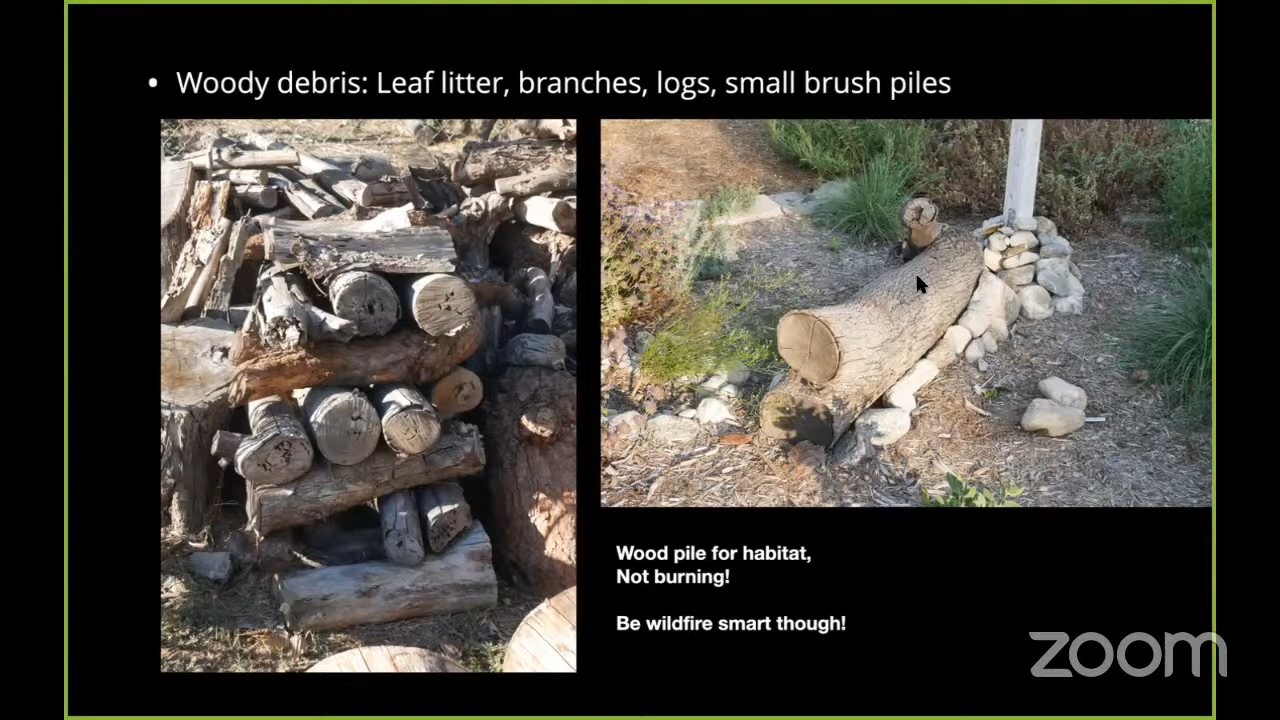 • Woody debris: Leaf litter, branches, logs, small brush piles
Wood pile for habitat,
Not burning!
Be wildfire smart though!
zoom